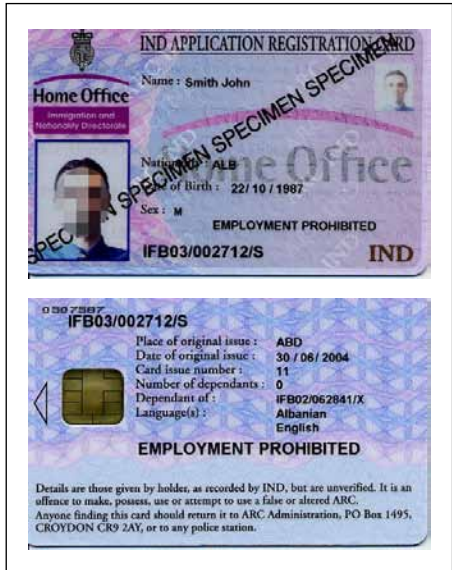 IND APPLICATION REGISTRATION CARD
Home Office
Immigration and
Nationality Directorate
Name : Smith John
SPECIMEN SPECIMEN SPECIMEN SPECIMEN
Home Office
Nationality : ALB
Date of Birth : 22/ 10 / 1987
Sex : M
EMPLOYMENT PROHIBITED
IFB03/002712/S
IND
0307587
IFB03/002712/S
Place of original issue : ABD
Date of original issue : 30 / 06/ 2004
Card issue number : 11
Number of dependants : 0
Dependant of : IFB02/062841/X
Language(s) : Albanian
English
EMPLOYMENT PROHIBITED
Details are those given by holder, as recorded by IND, but are unverified. It is an
offence to make, possess, use or attempt to use a false or altered ARC.
Anyone finding this card should return it to ARC Administration, PO Box 1495,
CROYDON CR9 2AY, or to any police station.